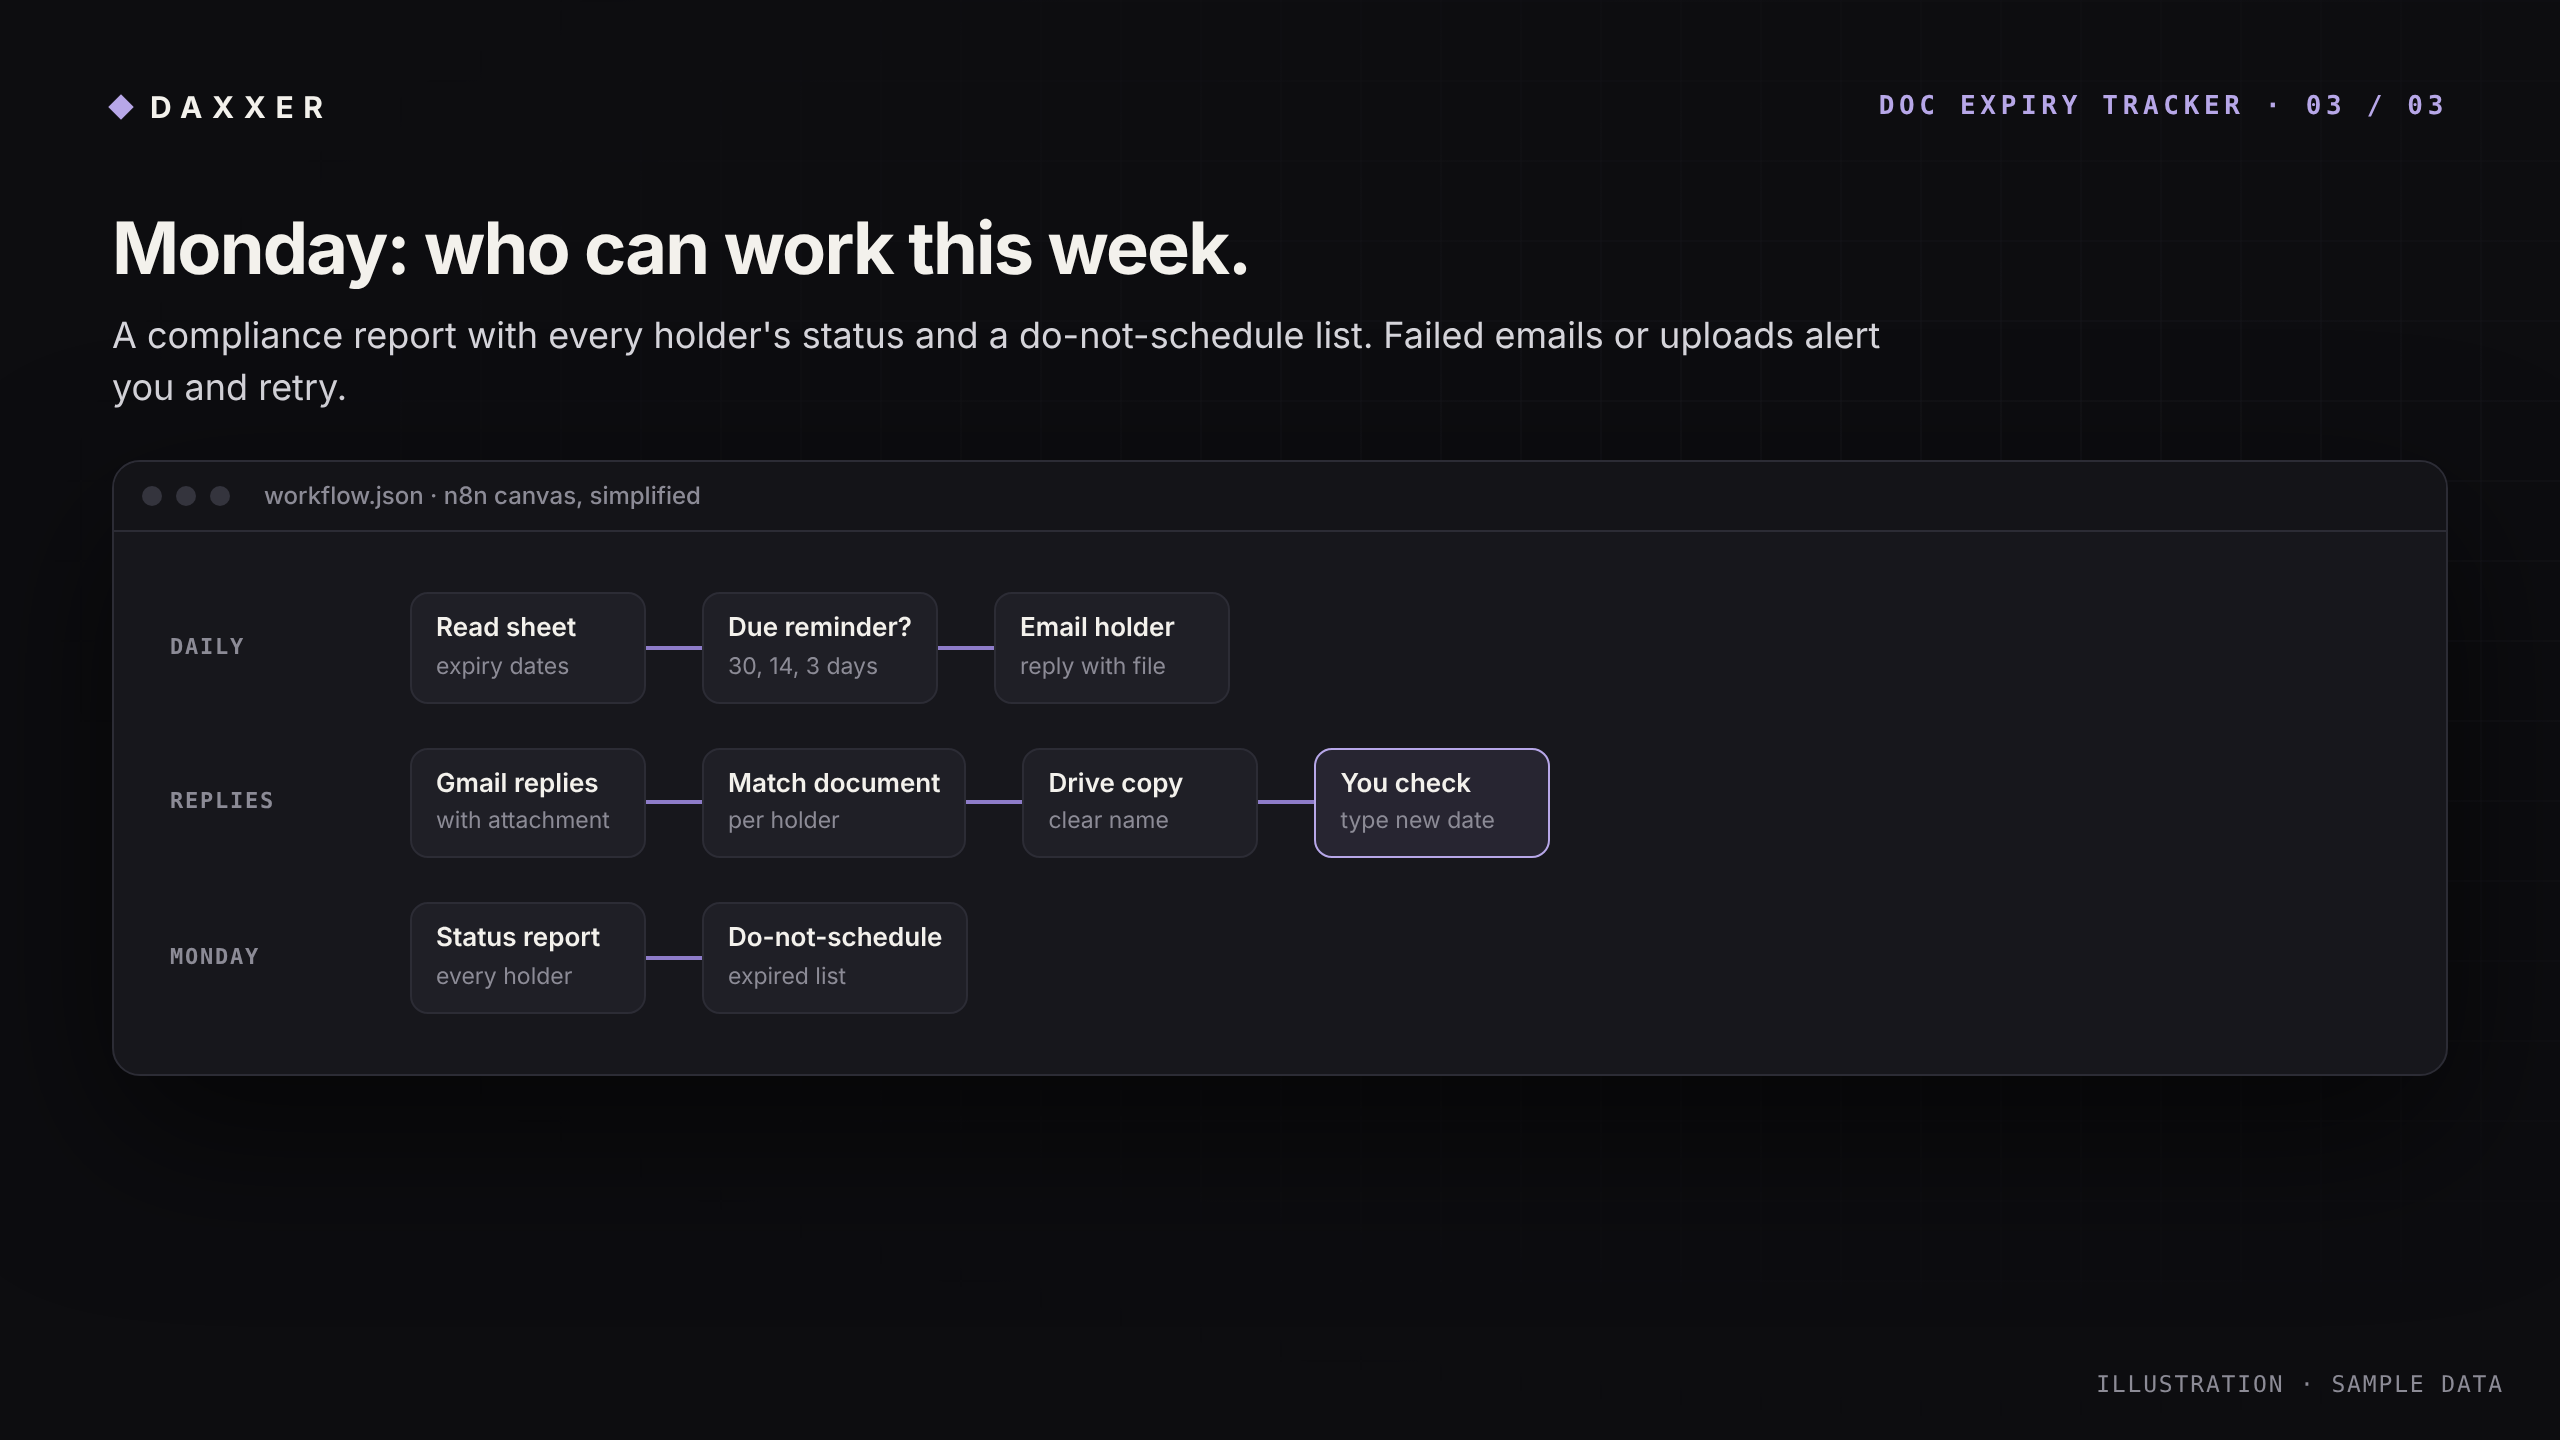 DAXXER
DOC EXPIRY TRACKER · 03 / 03
Monday: who can work this week.
A compliance report with every holder's status and a do-not-schedule list. Failed emails or uploads alert
you and retry.
workflow.json · n8n canvas, simplified
DAILY
Read sheet
expiry dates
Due reminder?
30, 14, 3 days
Email holder
reply with file
REPLIES
Gmail replies
with attachment
Match document
per holder
Drive copy
clear name
You check
type new date
MONDAY
Status report
every holder
Do-not-schedule
expired list
ILLUSTRATION · SAMPLE DATA